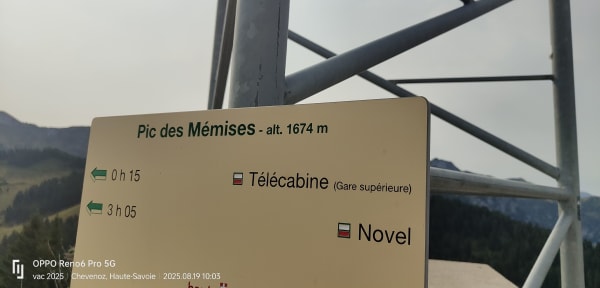 Pic des Mémises - alt. 1674 m
0 h 15 Télécabine (Gare supérieure)
3 h 05 Novel
OPPO Reno6 Pro 5G
vac 2025 | Chevenoz, Haute-Savoie | 2025.08.19 10:03